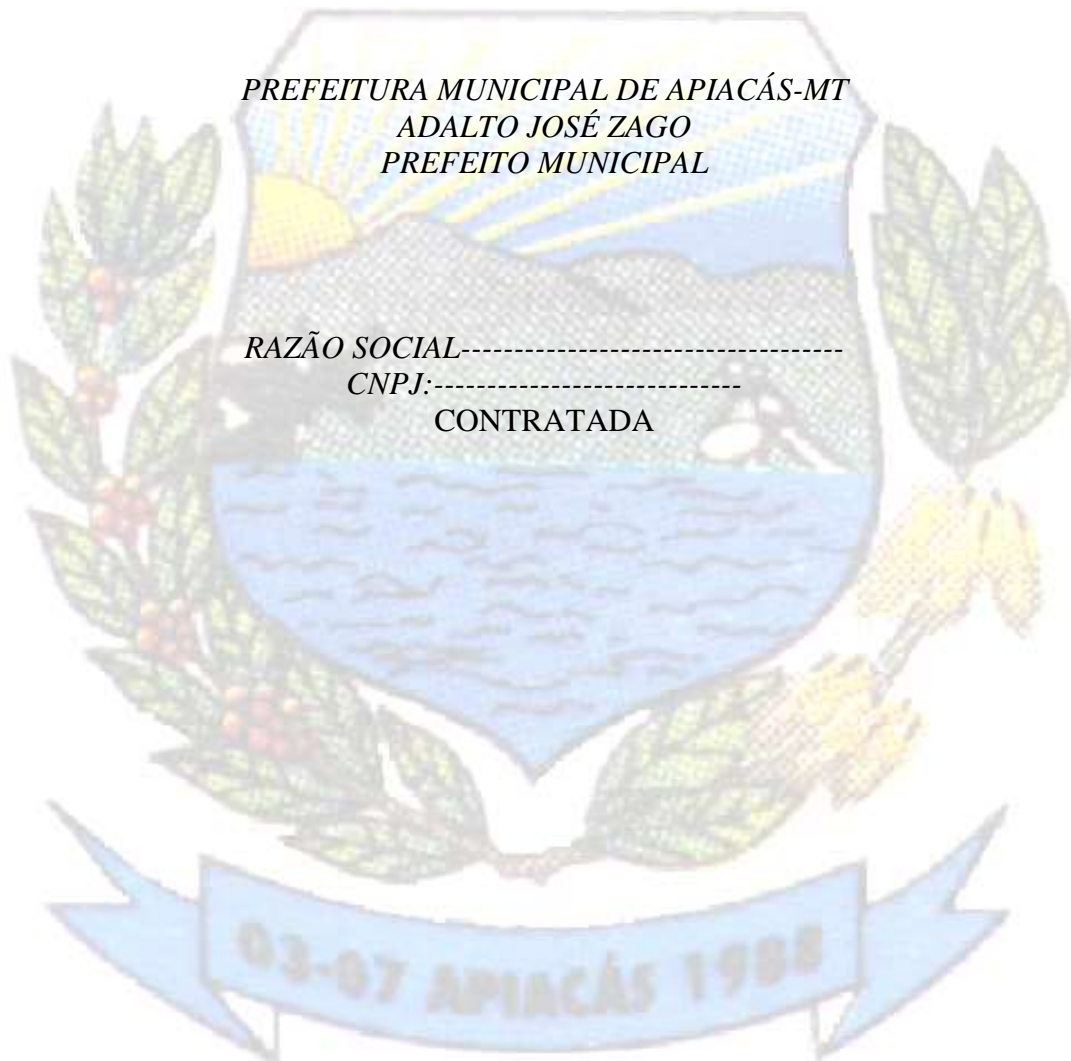 PREFEITURA MUNICIPAL DE APIACÁS-MT
ADALTO JOSÉ ZAGO
PREFEITO MUNICIPAL
RAZÃO SOCIAL------------------------------------
CNPJ:-----------------------------
CONTRATADA
03-07 APIACÁS 1988